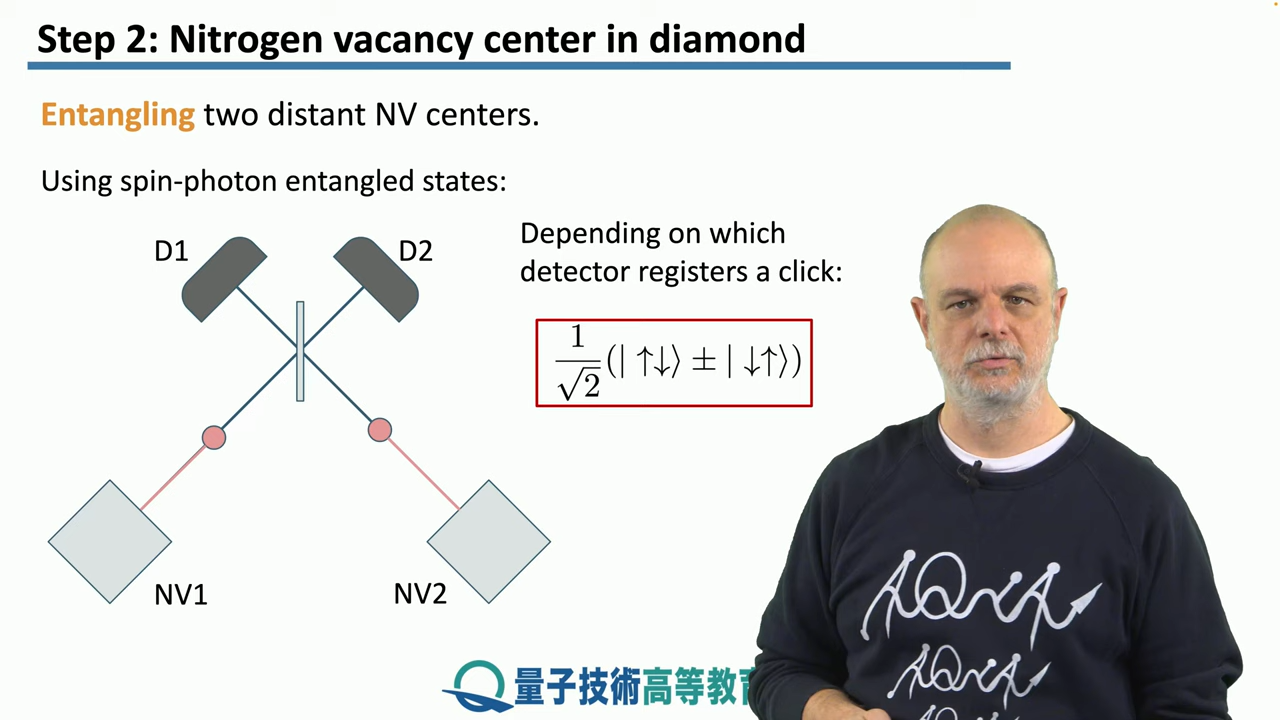 Step 2: Nitrogen vacancy center in diamond
Entangling two distant NV centers.
Using spin-photon entangled states:
D1
D2
Depending on which
detector registers a click:
1/√2 (| ↑↓⟩ ± | ↓↑⟩)
NV1
NV2
量子技術高等教育